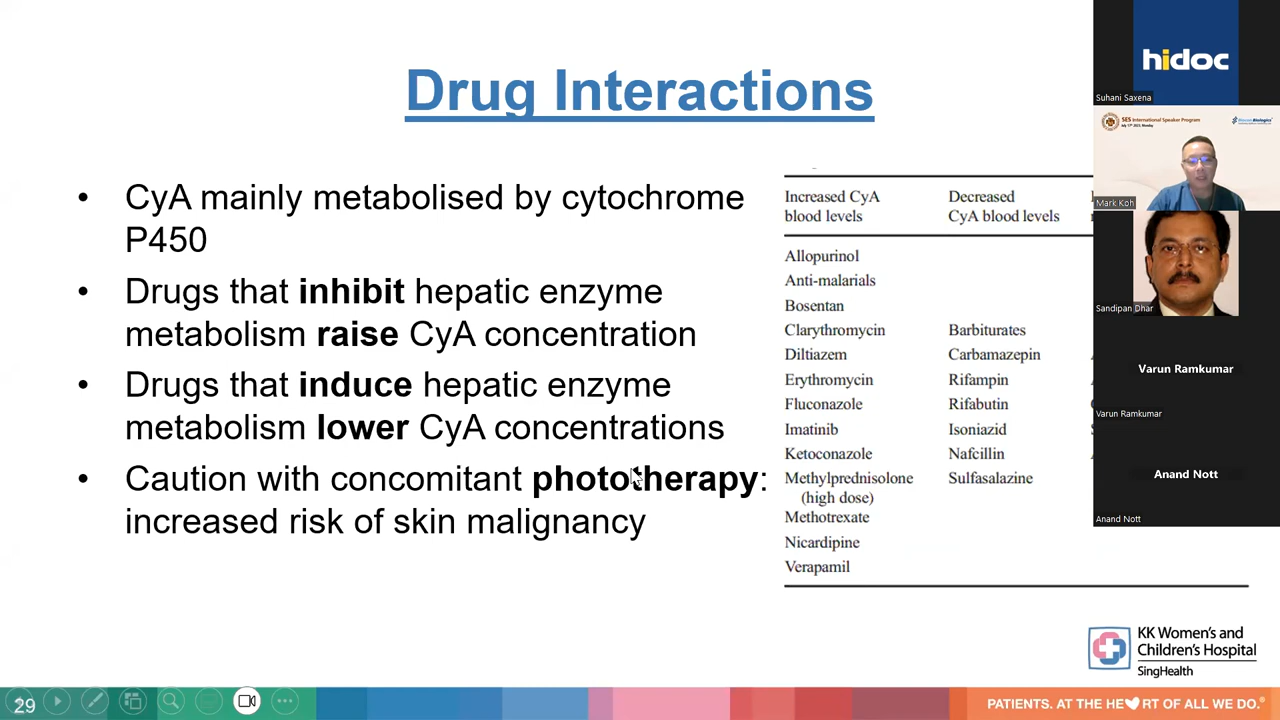 Drug Interactions
• CyA mainly metabolised by cytochrome
P450
• Drugs that inhibit hepatic enzyme
metabolism raise CyA concentration
• Drugs that induce hepatic enzyme
metabolism lower CyA concentrations
• Caution with concomitant phototherapy:
increased risk of skin malignancy
Increased CyA
blood levels
Decreased
CyA blood levels
Allopurinol
Anti-malarials
Bosentan
Clarythromycin
Barbiturates
Diltiazem
Carbamazepin
Erythromycin
Rifampin
Fluconazole
Rifabutin
Imatinib
Isoniazid
Ketoconazole
Nafcillin
Methylprednisolone
(high dose)
Sulfasalazine
Methotrexate
Nicardipine
Verapamil
hidoc
Suhani Saxena
SES International Speaker Program
Mark Koh
Sandipan Dhar
Varun Ramkumar
Varun Ramkumar
Anand Nott
Anand Nott
KK Women's and
Children's Hospital
SingHealth
29
PATIENTS. AT THE HE RT OF ALL WE DO.